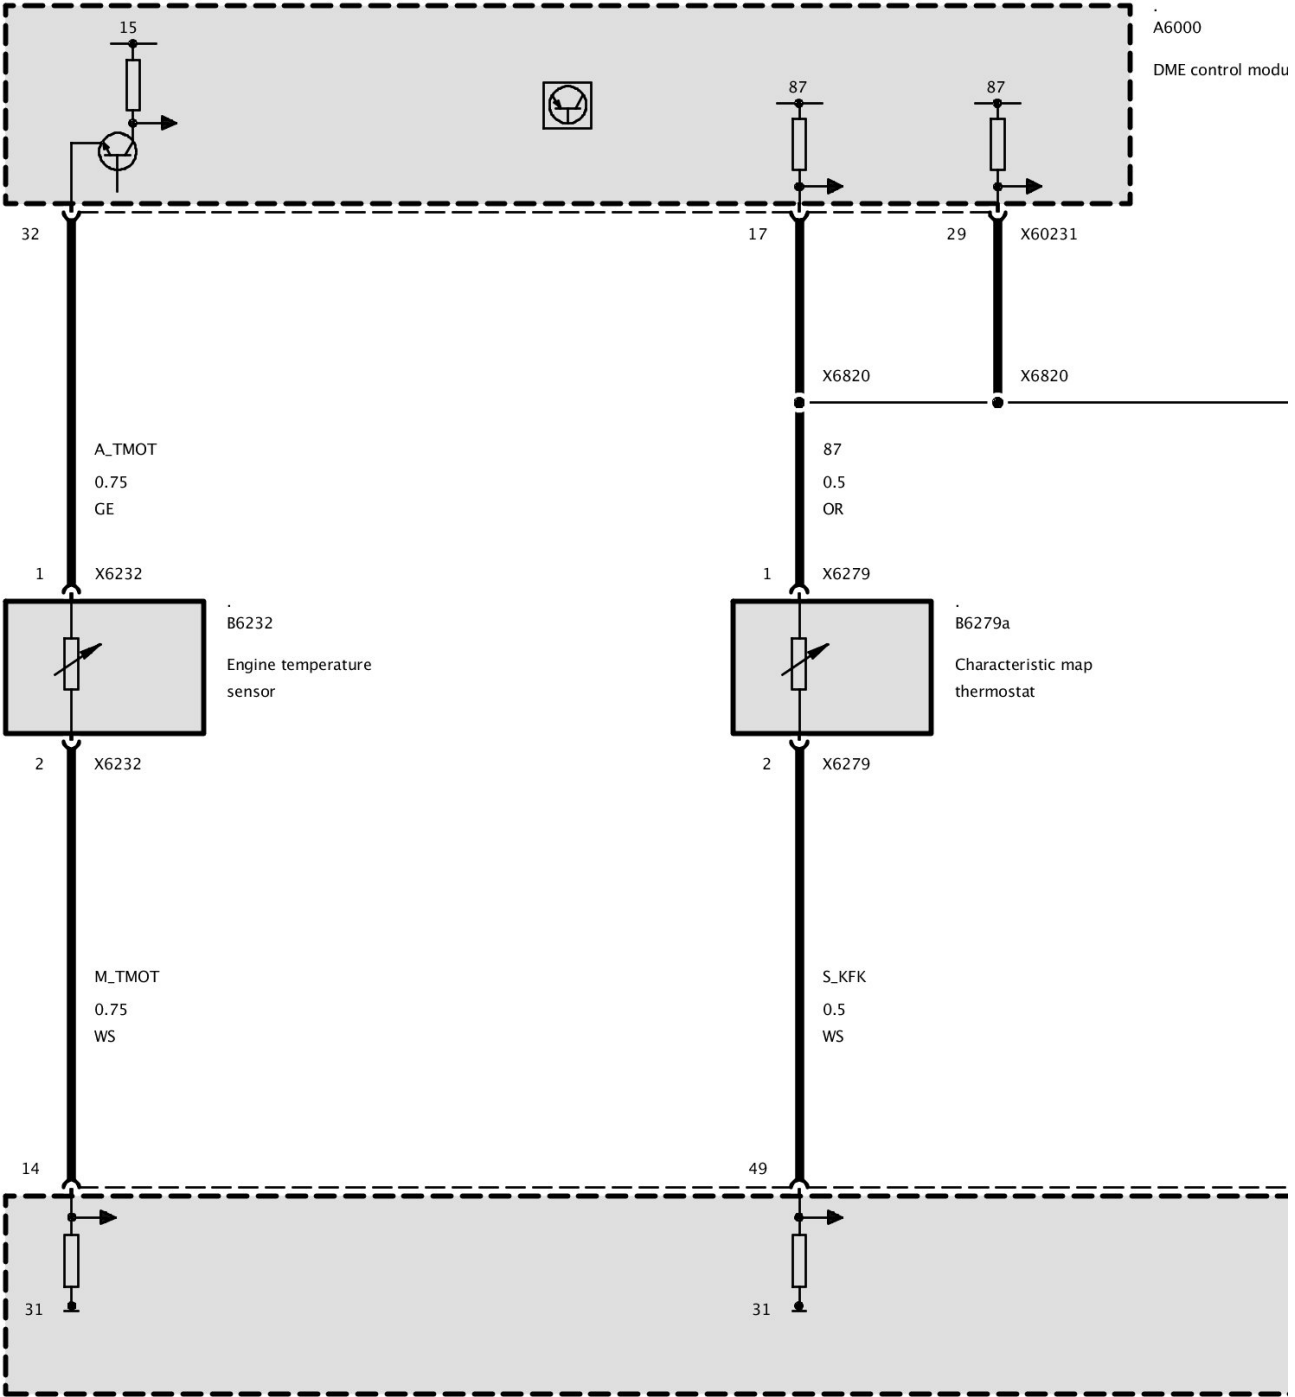 15
.
A6000
DME control modu
87
87
32
17
29
X60231
X6820
X6820
A_TMOT
0.75
GE
87
0.5
OR
1
X6232
1
X6279
.
B6232
Engine temperature
sensor
.
B6279a
Characteristic map
thermostat
2
X6232
2
X6279
M_TMOT
0.75
WS
S_KFK
0.5
WS
14
49
31
31